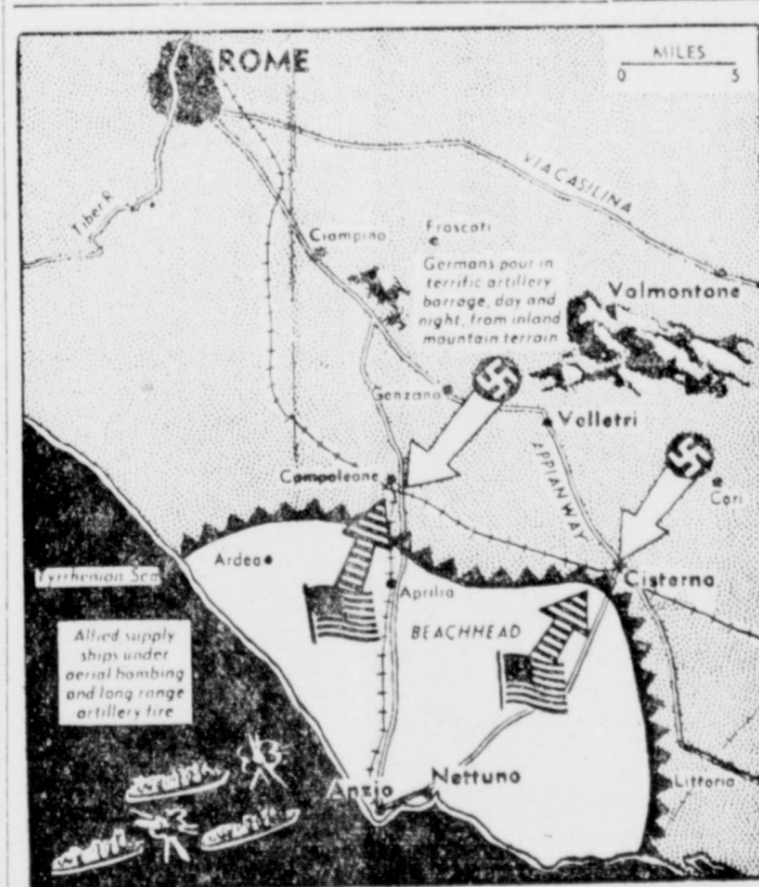 ROME
MILES
0 5
VIA CASILINA
Tiber R.
Ciampino
Frascati
Germans pour in
terrific artillery
barrage, day and
night, from inland
mountain terrain
Valmontone
Genzano
Valletri
APPIAN WAY
Cori
Campoleone
Cisterna
Ardea
Tyrrhenian Sea
Aprilia
BEACHHEAD
Allied supply
ships under
aerial bombing
and long range
artillery fire
Anzio
Nettuno
Littoria